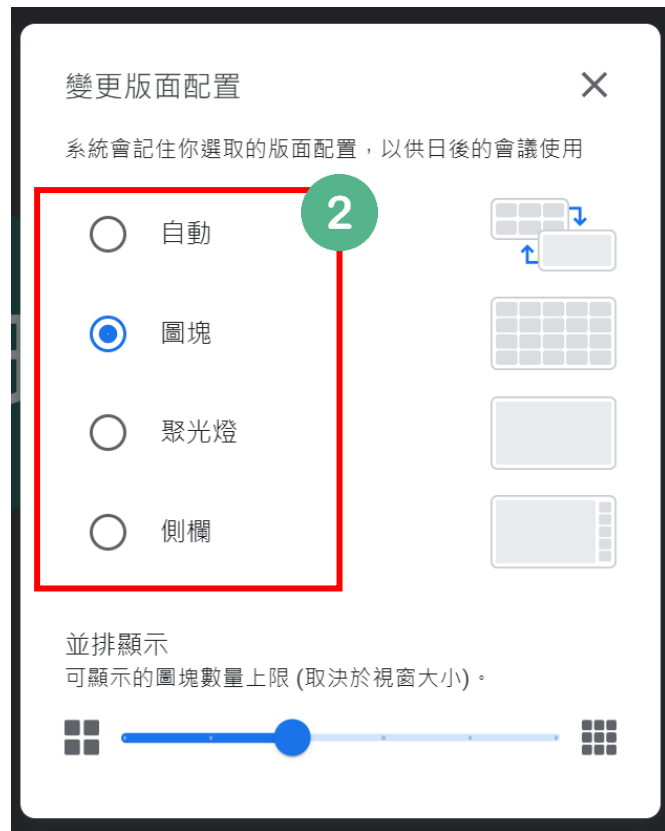 變更版面配置
系統會記住你選取的版面配置，以供日後的會議使用
2
自動
圖塊
聚光燈
側欄
並排顯示
可顯示的圖塊數量上限 (取決於視窗大小)。